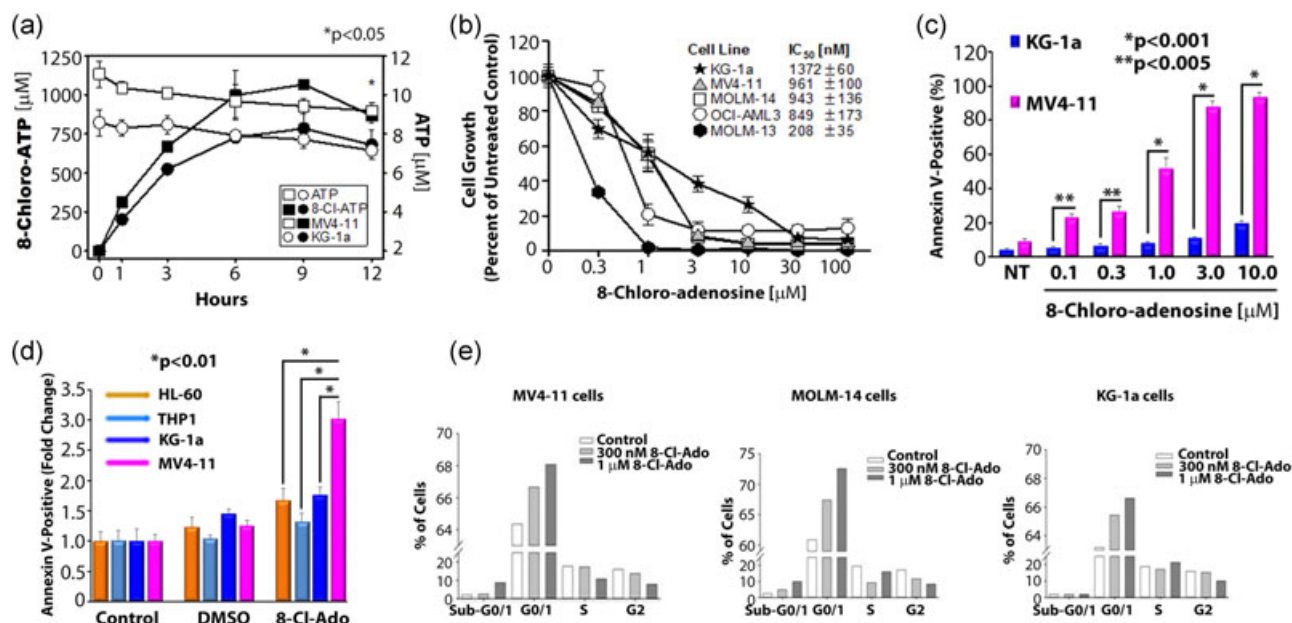 (a)
*p<0.05
8-Chloro-ATP [μM]
1250
1000
750
500
250
0
12
10
8
6
4
2
ATP [μM]
*
ATP
8-Cl-ATP
MV4-11
KG-1a
0 1 3 6 9 12
Hours
(b)
Cell Growth
(Percent of Untreated Control)
120
100
80
60
40
20
0
Cell Line IC50 [nM]
KG-1a 1372 ±60
MV4-11 961 ±100
MOLM-14 943 ±136
OCI-AML3 849 ±173
MOLM-13 208 ±35
0 0.3 1 3 10 30 100
8-Chloro-adenosine [μM]
(c)
KG-1a
MV4-11
*p<0.001
**p<0.005
Annexin V-Positive (%)
100
80
60
40
20
0
** ** * * *
NT 0.1 0.3 1.0 3.0 10.0
8-Chloro-adenosine [μM]
(d)
*p<0.01
HL-60
THP1
KG-1a
MV4-11
Annexin V-Positive (Fold Change)
3.5
3.0
2.5
2.0
1.5
1.0
0.5
0
*
*
*
Control DMSO 8-Cl-Ado
(e)
MV4-11 cells
% of Cells
70
68
66
64
20
10
0
Control
300 nM 8-Cl-Ado
1 μM 8-Cl-Ado
Sub-G0/1 G0/1 S G2
MOLM-14 cells
% of Cells
75
70
65
60
20
10
0
Control
300 nM 8-Cl-Ado
1 μM 8-Cl-Ado
Sub-G0/1 G0/1 S G2
KG-1a cells
% of Cells
70
68
66
64
20
10
0
Control
300 nM 8-Cl-Ado
1 μM 8-Cl-Ado
Sub-G0/1 G0/1 S G2